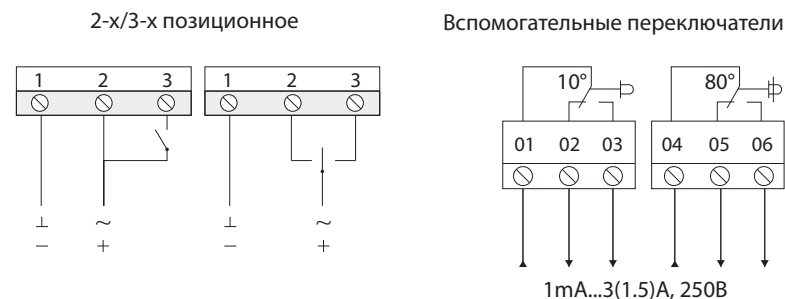 2-х/3-х позиционное
Вспомогательные переключатели
1 2 3 1 2 3
10° 80°
01 02 03 04 05 06
⊥ ~ ⊥ ~
− + − +
1mA...3(1.5)A, 250В